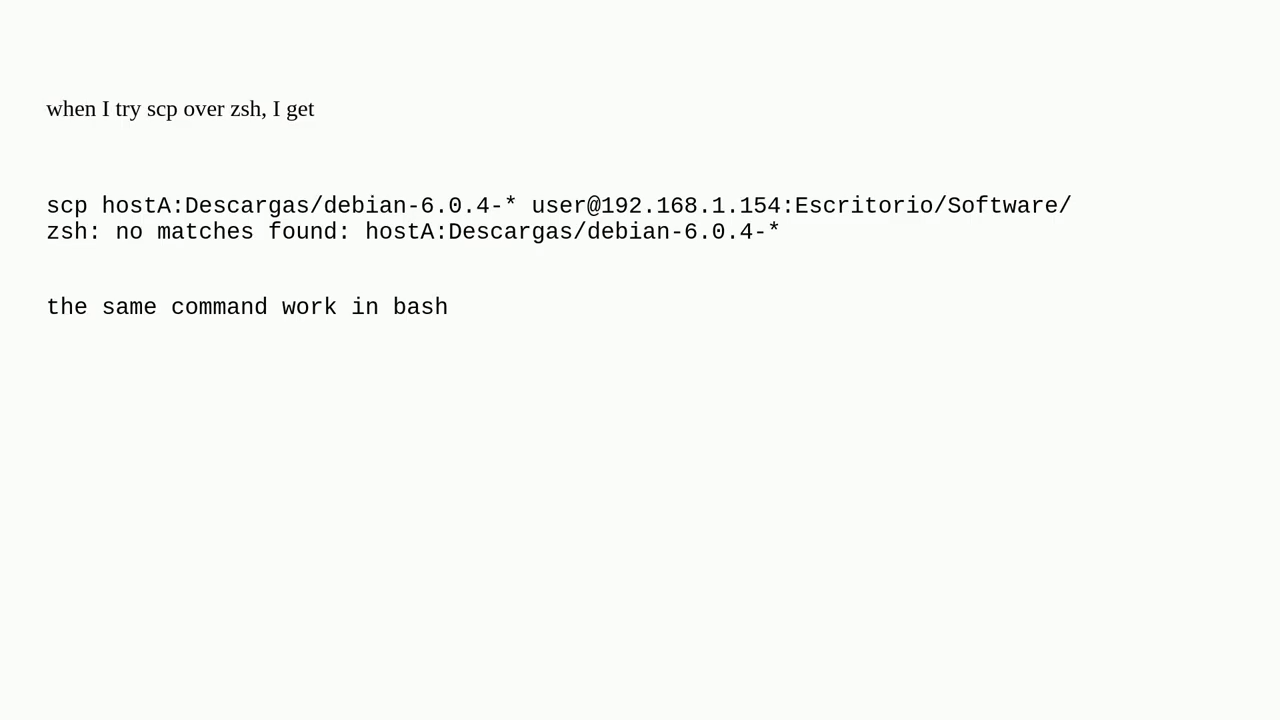 when I try scp over zsh, I get
scp hostA:Descargas/debian-6.0.4-* user@192.168.1.154:Escritorio/Software/
zsh: no matches found: hostA:Descargas/debian-6.0.4-*
the same command work in bash